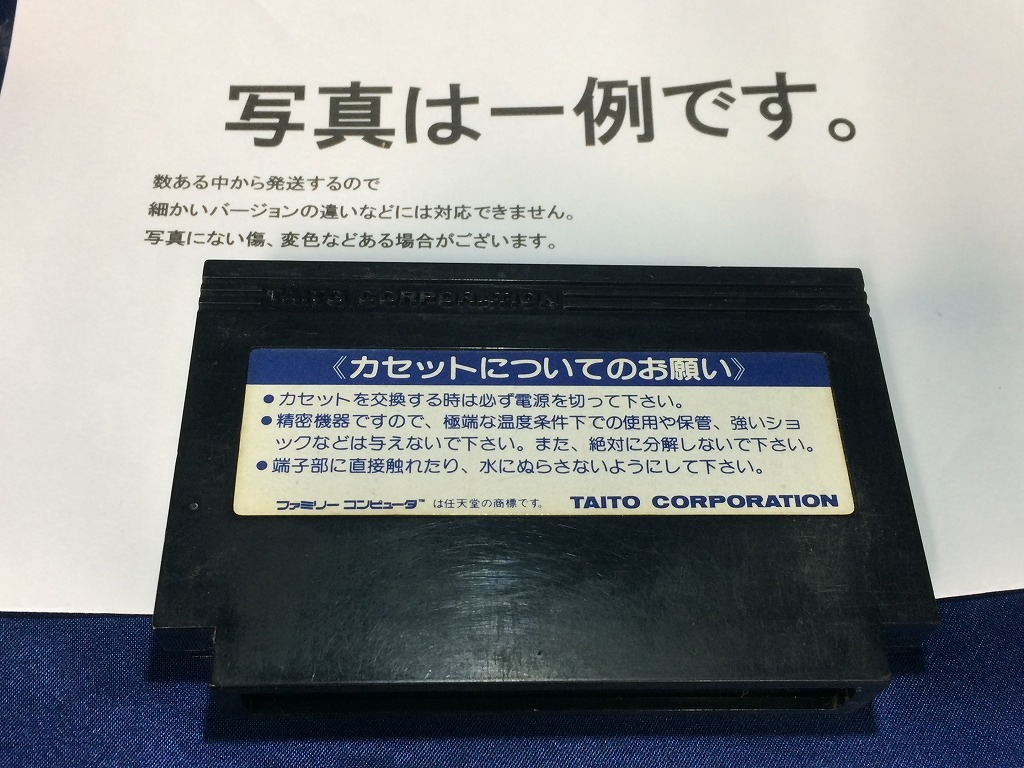 写真は一例です。
数ある中から発送するので
細かいバージョンの違いなどには対応できません。
写真にない傷、変色などある場合がございます。
TAITO CORPORATION
《カセットについてのお願い》
●カセットを交換する時は必ず電源を切って下さい。
●精密機器ですので、極端な温度条件下での使用や保管、強いショ
ックなどは与えないで下さい。また、絶対に分解しないで下さい。
●端子部に直接触れたり、水にぬらさないようにして下さい。
ファミリーコンピュータ™ は任天堂の商標です。 TAITO CORPORATION